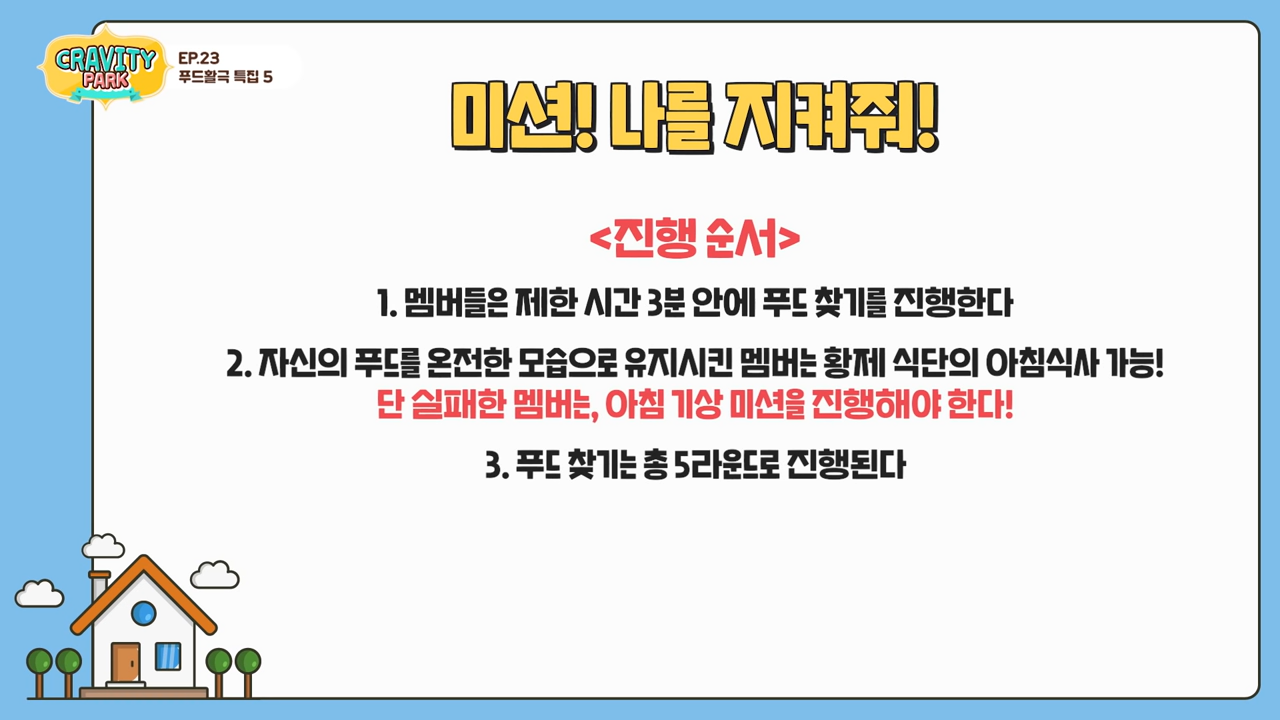 CRAVITY
PARK
EP.23
푸드활극 특집 5
미션! 나를 지켜줘!
<진행 순서>
1. 멤버들은 제한 시간 3분 안에 푸드 찾기를 진행한다
2. 자신의 푸드를 온전한 모습으로 유지시킨 멤버는 황제 식단의 아침식사 가능!
단 실패한 멤버는, 아침 기상 미션을 진행해야 한다!
3. 푸드 찾기는 총 5라운드로 진행된다